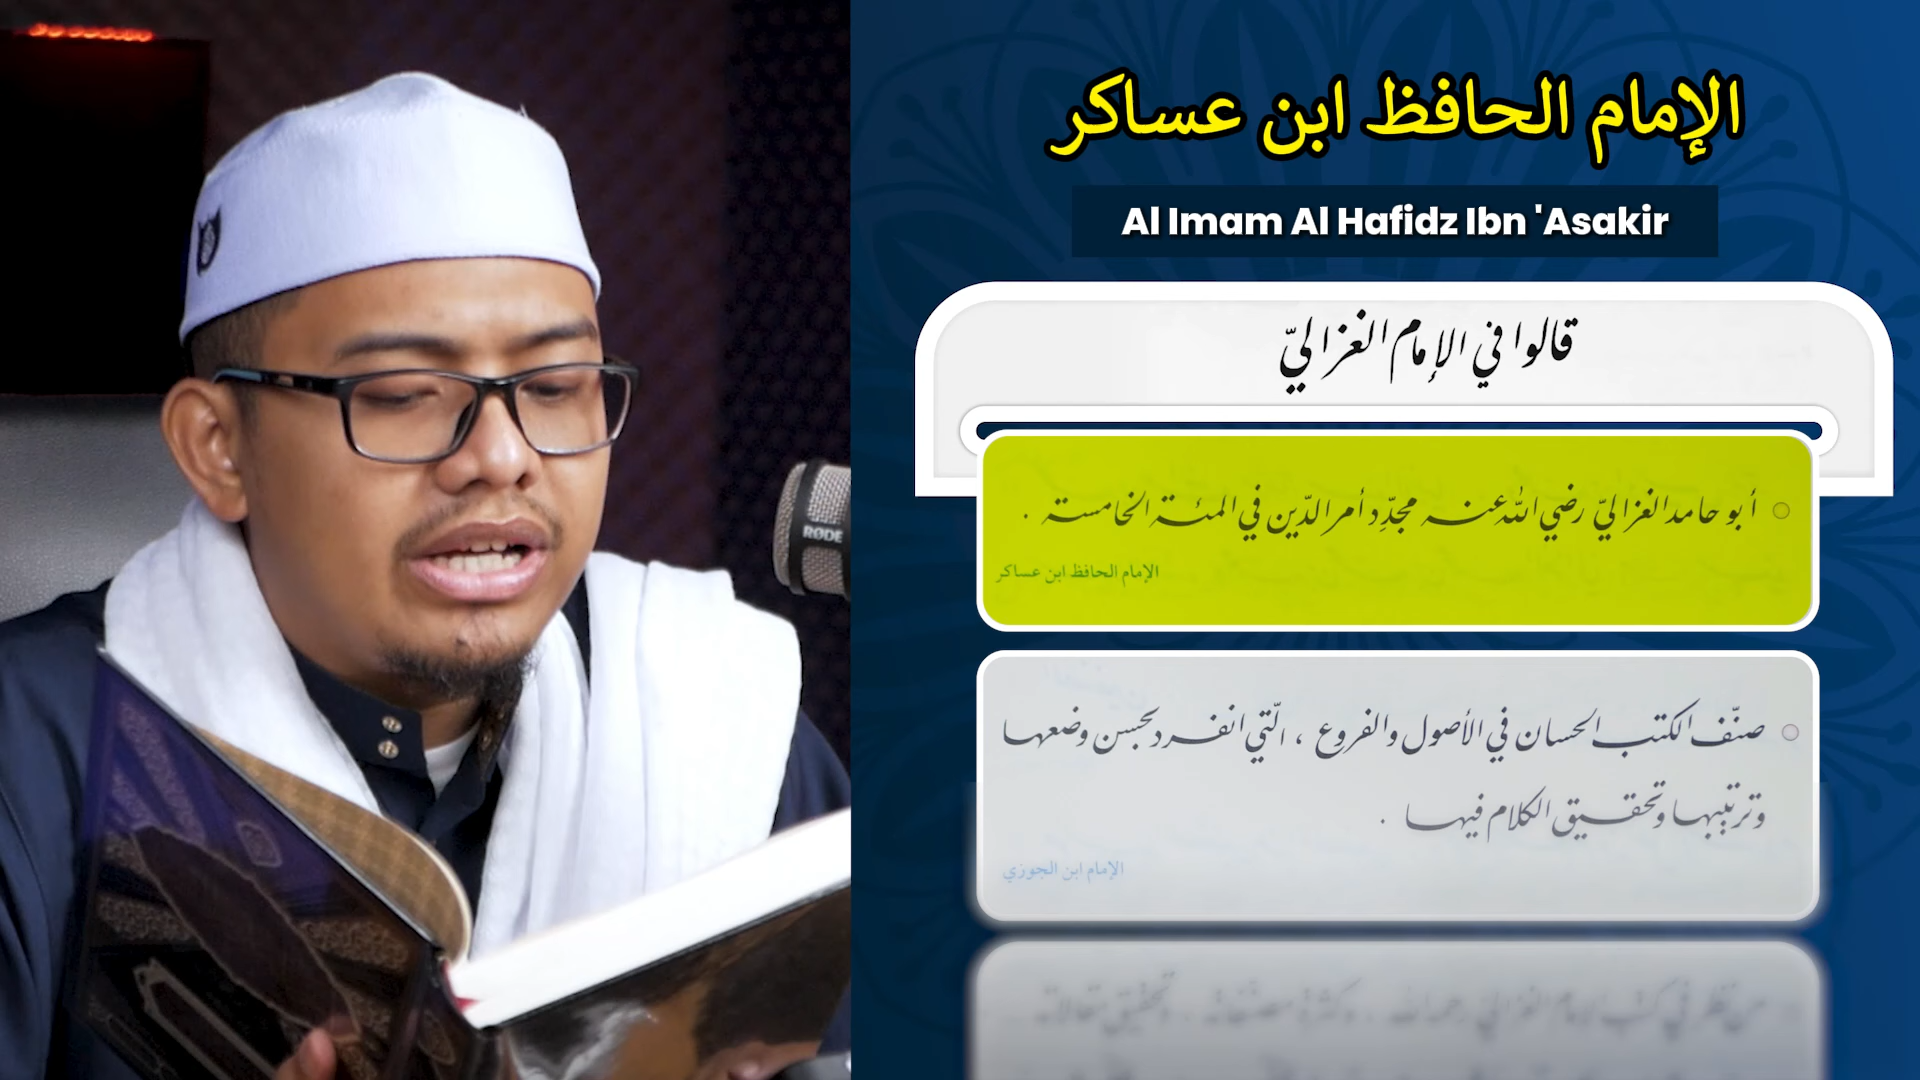 الإمام الحافظ ابن عساكر
Al Imam Al Hafidz Ibn 'Asakir
قالوا في الإمام الغزاليّ
أبو حامد الغزاليّ رضي الله عنه مجدّد أمر الدّين في المئة الخامسة .
الإمام الحافظ ابن عساكر
صنّف الكتب الحسان في الأصول والفروع ، الّتي انفرد بحسن وضعها
وترتيبها وتحقيق الكلام فيها .
الإمام ابن الجوزي
RØDE